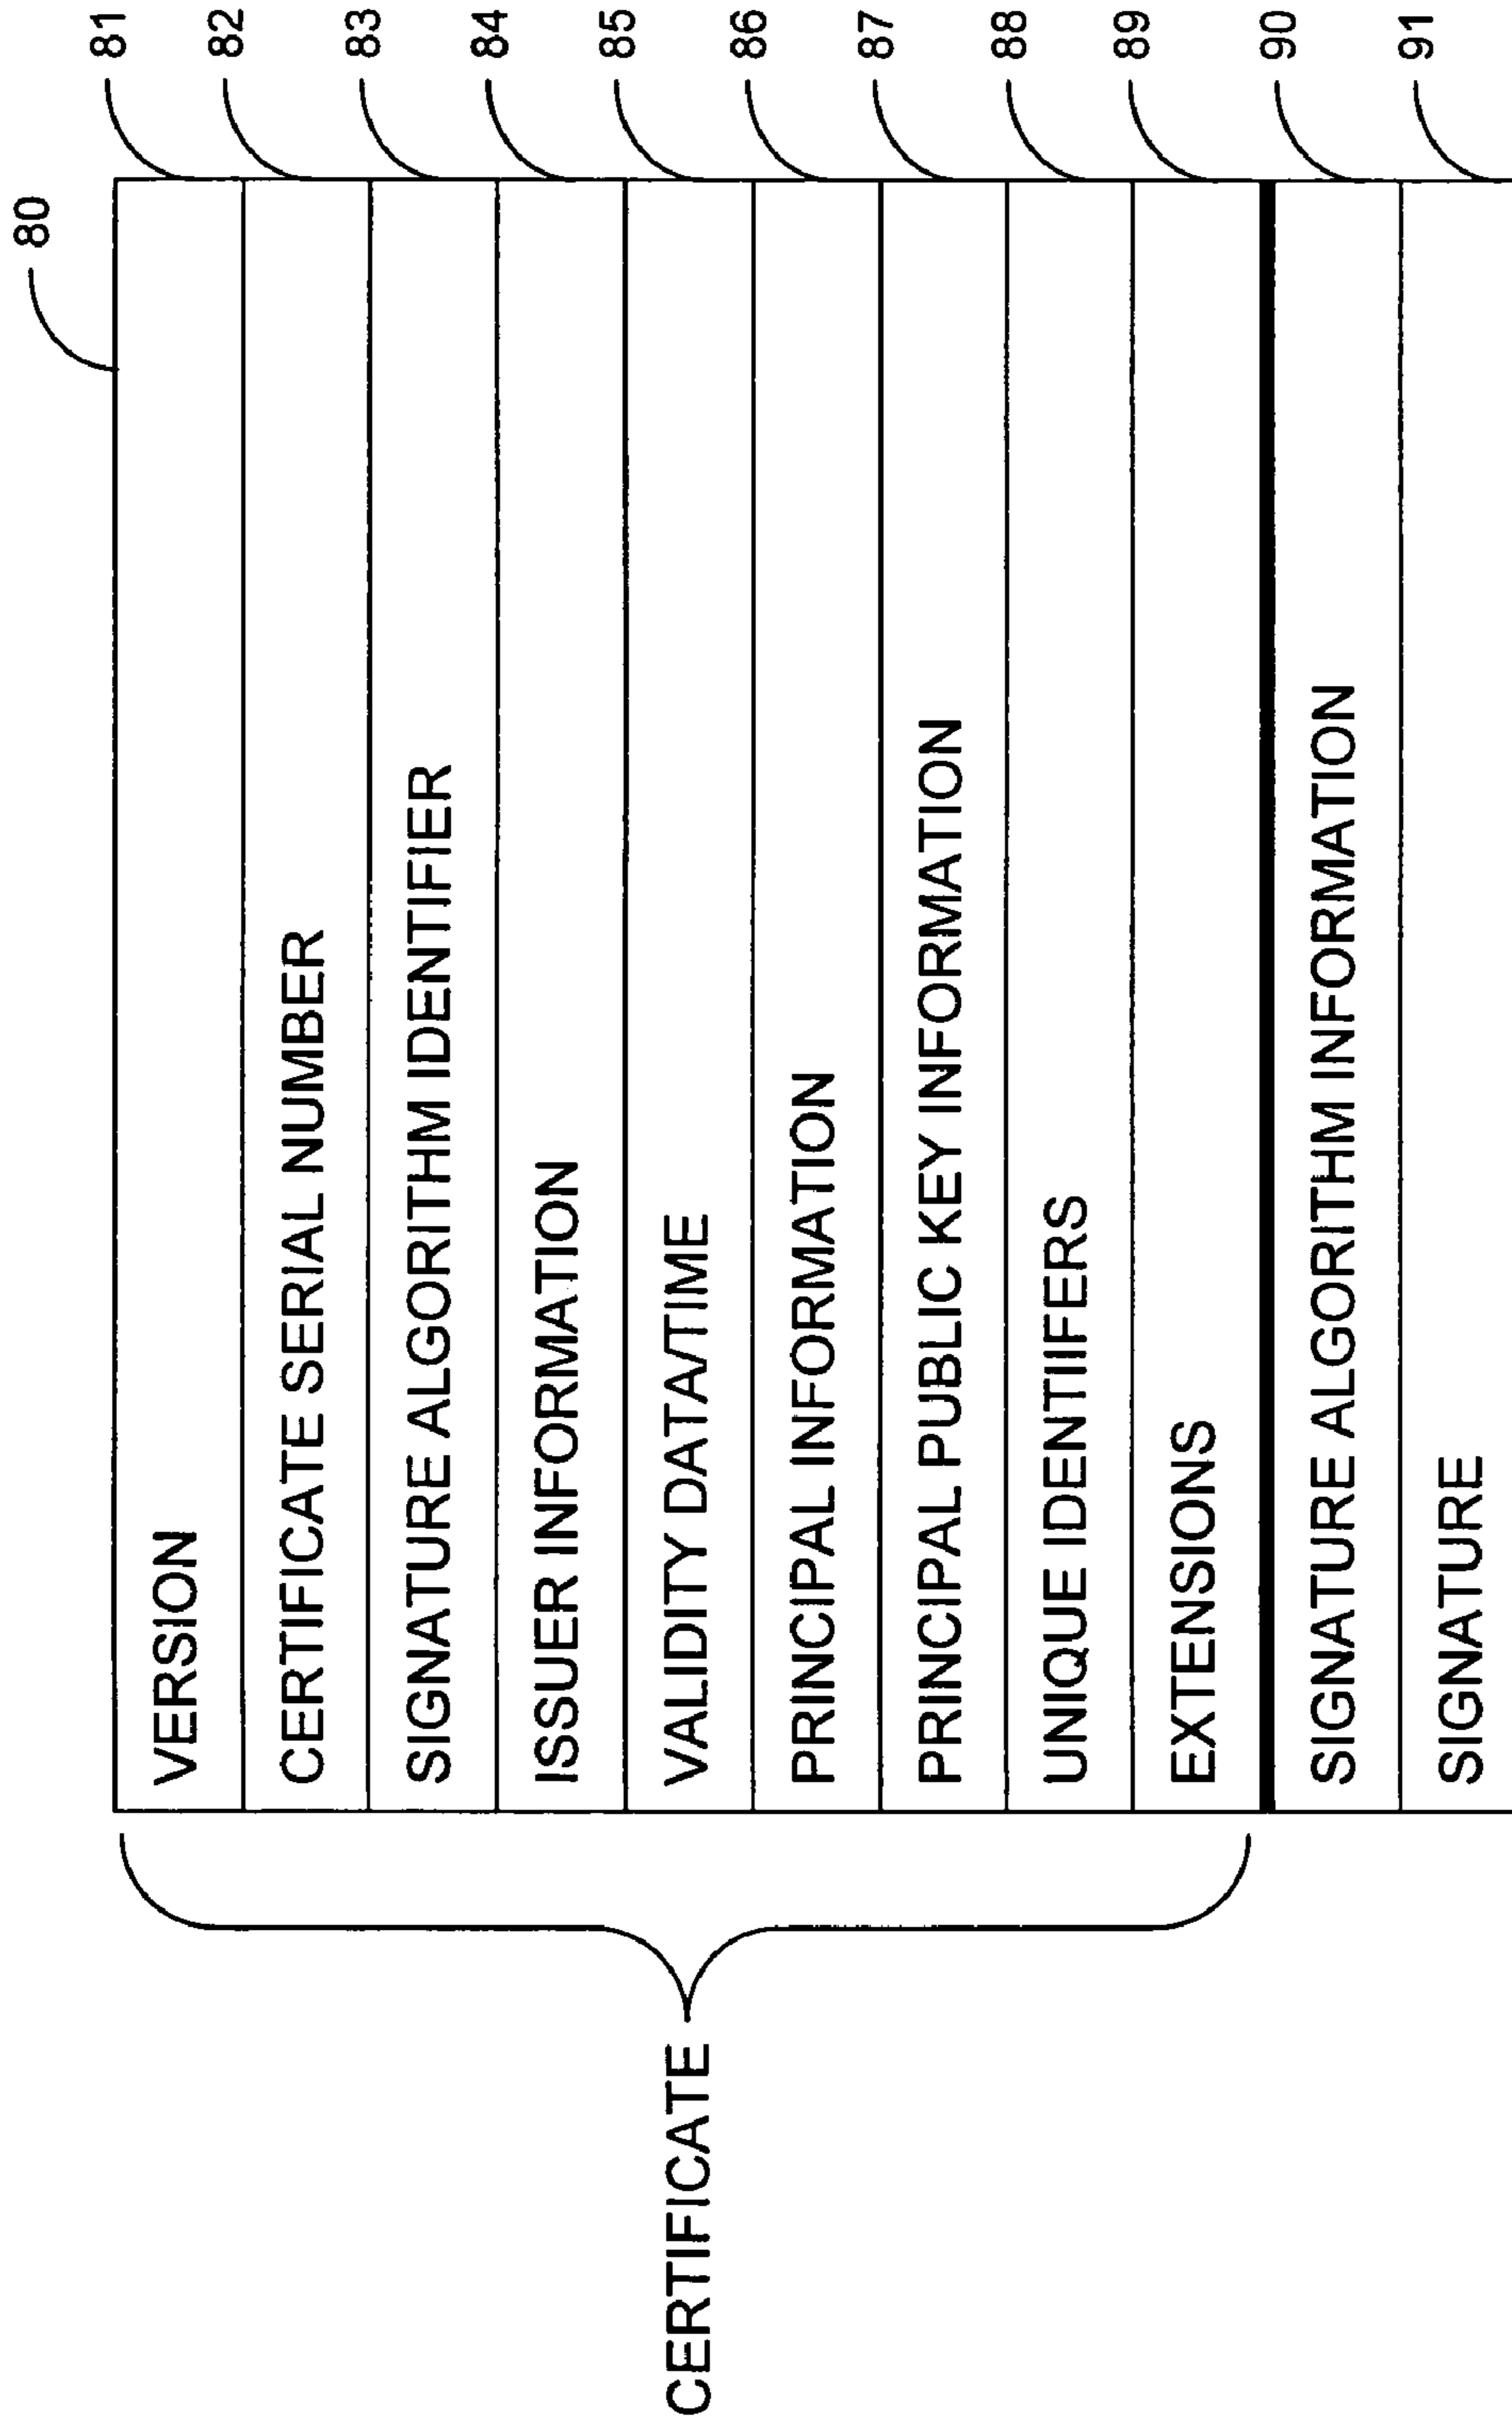 80
VERSION 81
CERTIFICATE SERIAL NUMBER 82
SIGNATURE ALGORITHM IDENTIFIER 83
ISSUER INFORMATION 84
CERTIFICATE
VALIDITY DATA/TIME 85
PRINCIPAL INFORMATION 86
PRINCIPAL PUBLIC KEY INFORMATION 87
UNIQUE IDENTIIFERS 88
EXTENSIONS 89
SIGNATURE ALGORITHM INFORMATION 90
SIGNATURE 91